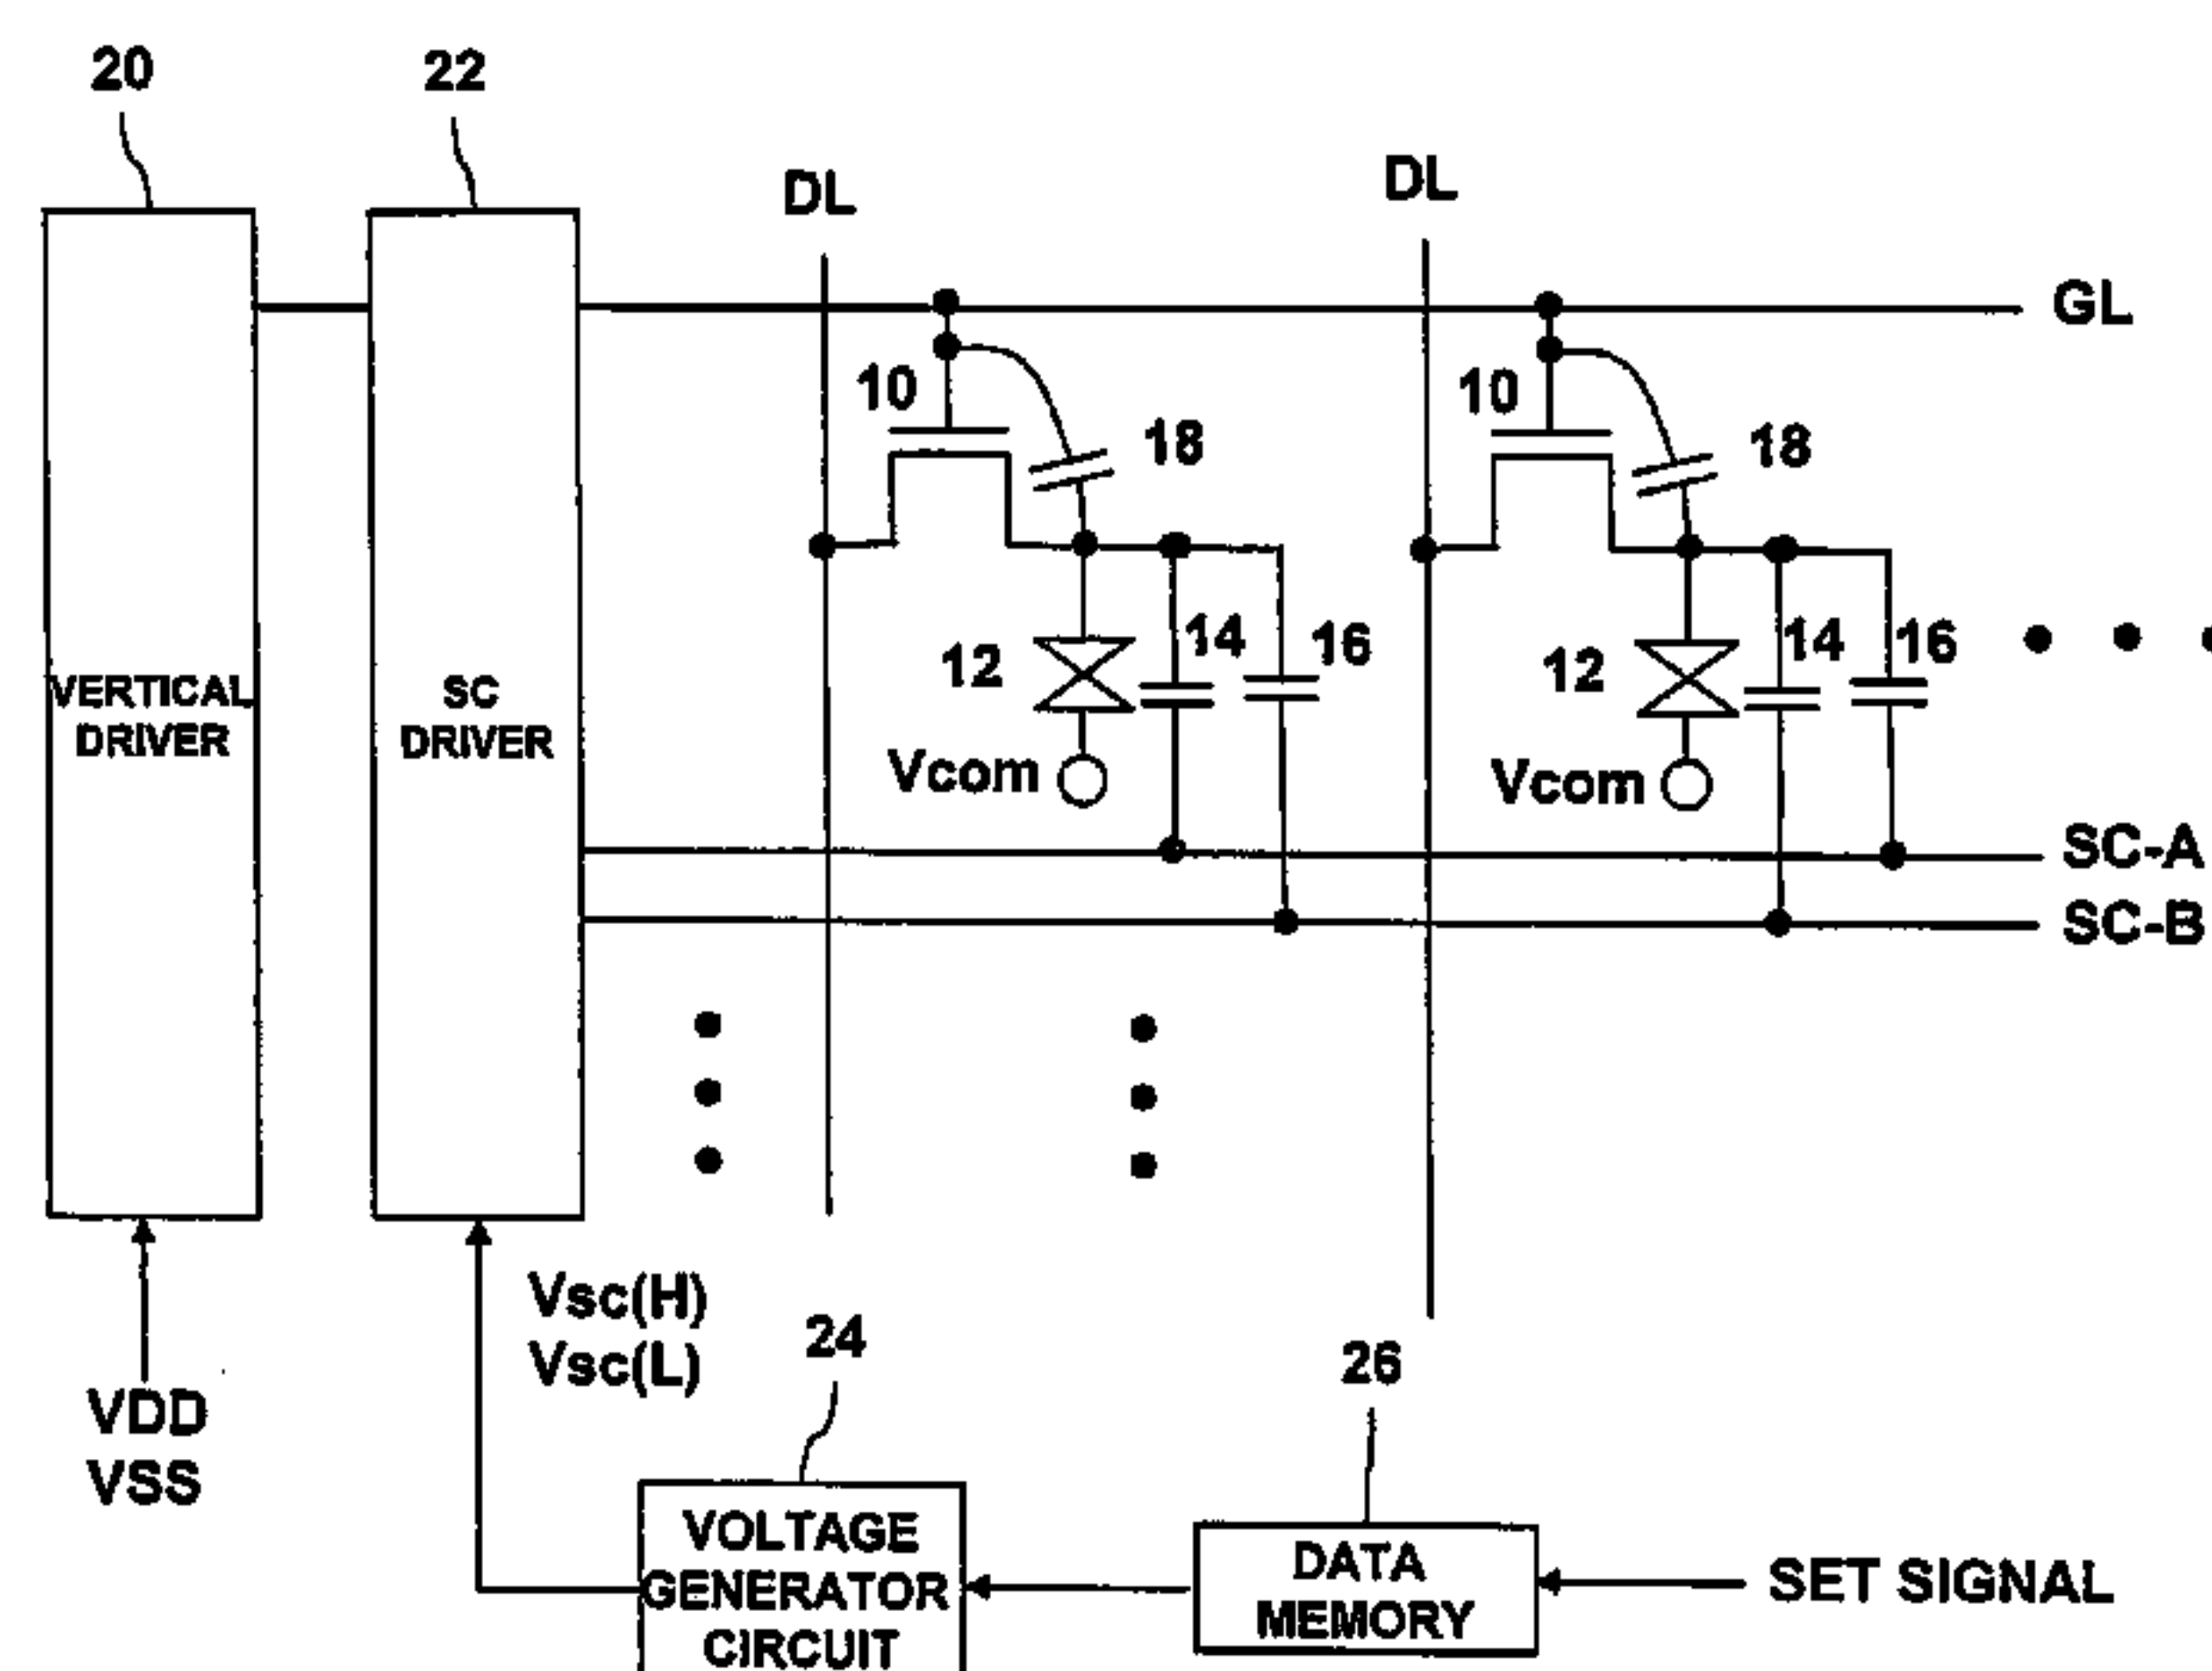 20
22
DL
DL
GL
10
18
10
18
VERTICAL
DRIVER
SC
DRIVER
12
14
16
12
14
16
Vcom
Vcom
SC-A
SC-B
Vsc(H)
Vsc(L)
24
26
VDD
VSS
VOLTAGE
GENERATOR
CIRCUIT
DATA
MEMORY
SET SIGNAL